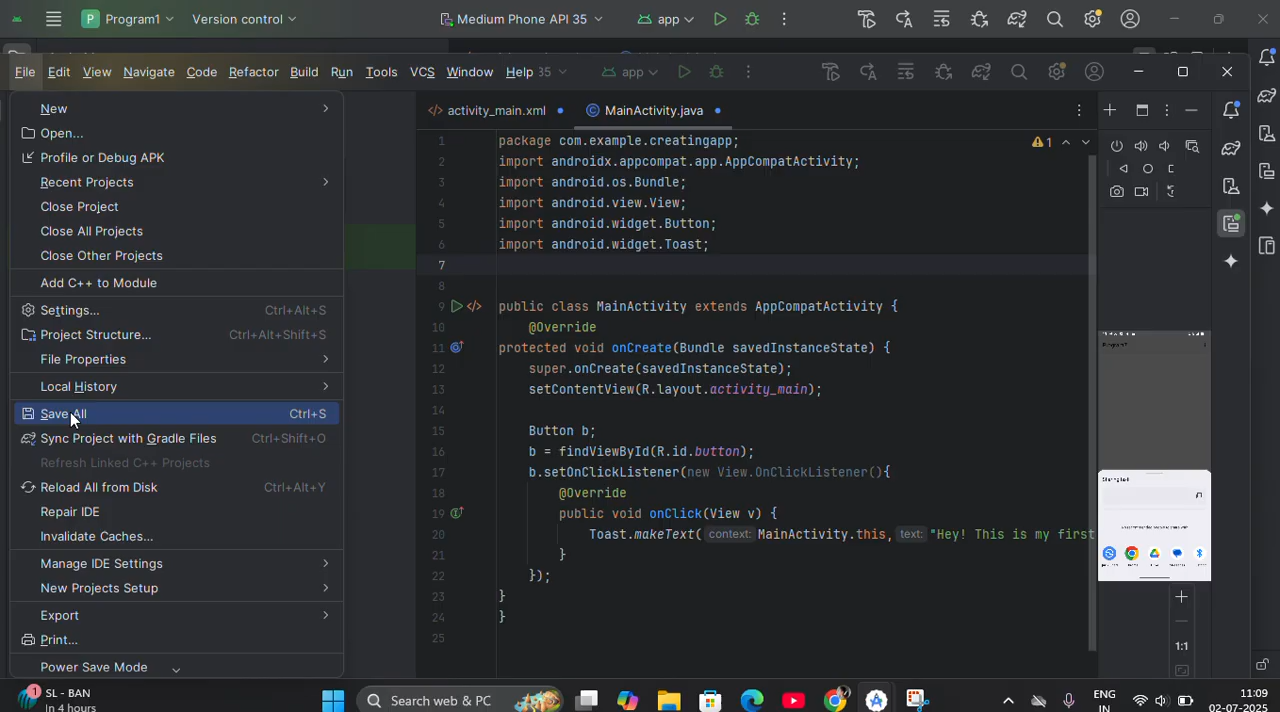 P Program1 Version control Medium Phone API 35 app
File Edit View Navigate Code Refactor Build Run Tools VCS Window Help 35 app
New
Open...
Profile or Debug APK
Recent Projects
Close Project
Close All Projects
Close Other Projects
Add C++ to Module
Settings... Ctrl+Alt+S
Project Structure... Ctrl+Alt+Shift+S
File Properties
Local History
Save All Ctrl+S
Sync Project with Gradle Files Ctrl+Shift+O
Refresh Linked C++ Projects
Reload All from Disk Ctrl+Alt+Y
Repair IDE
Invalidate Caches...
Manage IDE Settings
New Projects Setup
Export
Print...
Power Save Mode
activity_main.xml MainActivity.java
1 package com.example.creatingapp; 1
2 import androidx.appcompat.app.AppCompatActivity;
3 import android.os.Bundle;
4 import android.view.View;
5 import android.widget.Button;
6 import android.widget.Toast;
7
8
9 public class MainActivity extends AppCompatActivity {
10 @Override
11 protected void onCreate(Bundle savedInstanceState) {
12 super.onCreate(savedInstanceState);
13 setContentView(R.layout.activity_main);
14
15 Button b;
16 b = findViewById(R.id.button);
17 b.setOnClickListener(new View.OnClickListener(){
18 @Override
19 public void onClick(View v) {
20 Toast.makeText( context: MainActivity.this, text: "Hey! This is my first
21 }
22 });
23 }
24 }
25
1:1
1 SL - BAN
In 4 hours
Search web & PC
ENG
IN
11:09
02-07-2025